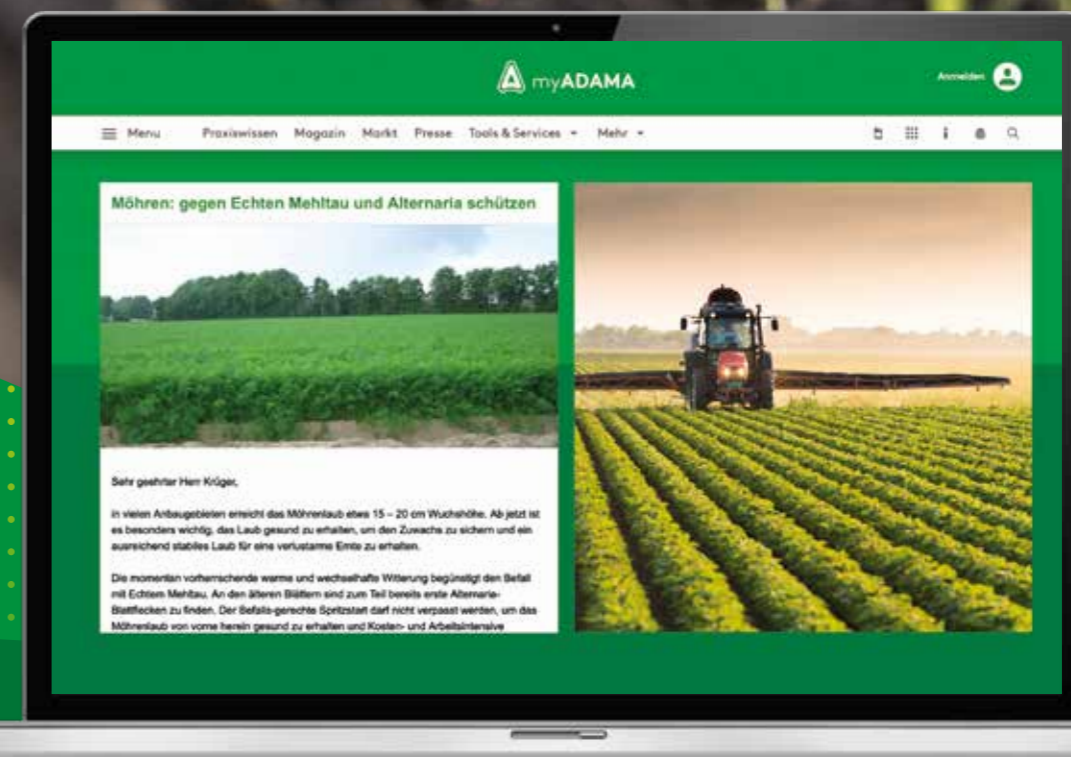 myADAMA
Anmelden
Menu Praxiswissen Magazin Markt Presse Tools & Services Mehr
Möhren: gegen Echten Mehltau und Alternaria schützen
Sehr geehrter Herr Krüger,
in vielen Anbaugebieten erreicht das Möhrenlaub etwa 15 – 20 cm Wuchshöhe. Ab jetzt ist
es besonders wichtig, das Laub gesund zu erhalten, um den Zuwachs zu sichern und ein
ausreichend stabiles Laub für eine verlustarme Ernte zu erhalten.
Die momentan vorherrschende warme und wechselhafte Witterung begünstigt den Befall
mit Echtem Mehltau. An den älteren Blättern sind zum Teil bereits erste Alternaria-
Blattflecken zu finden. Der Befalls-gerechte Spritzstart darf nicht verpasst werden, um das
Möhrenlaub von vorne herein gesund zu erhalten und Kosten- und Arbeitsintensive